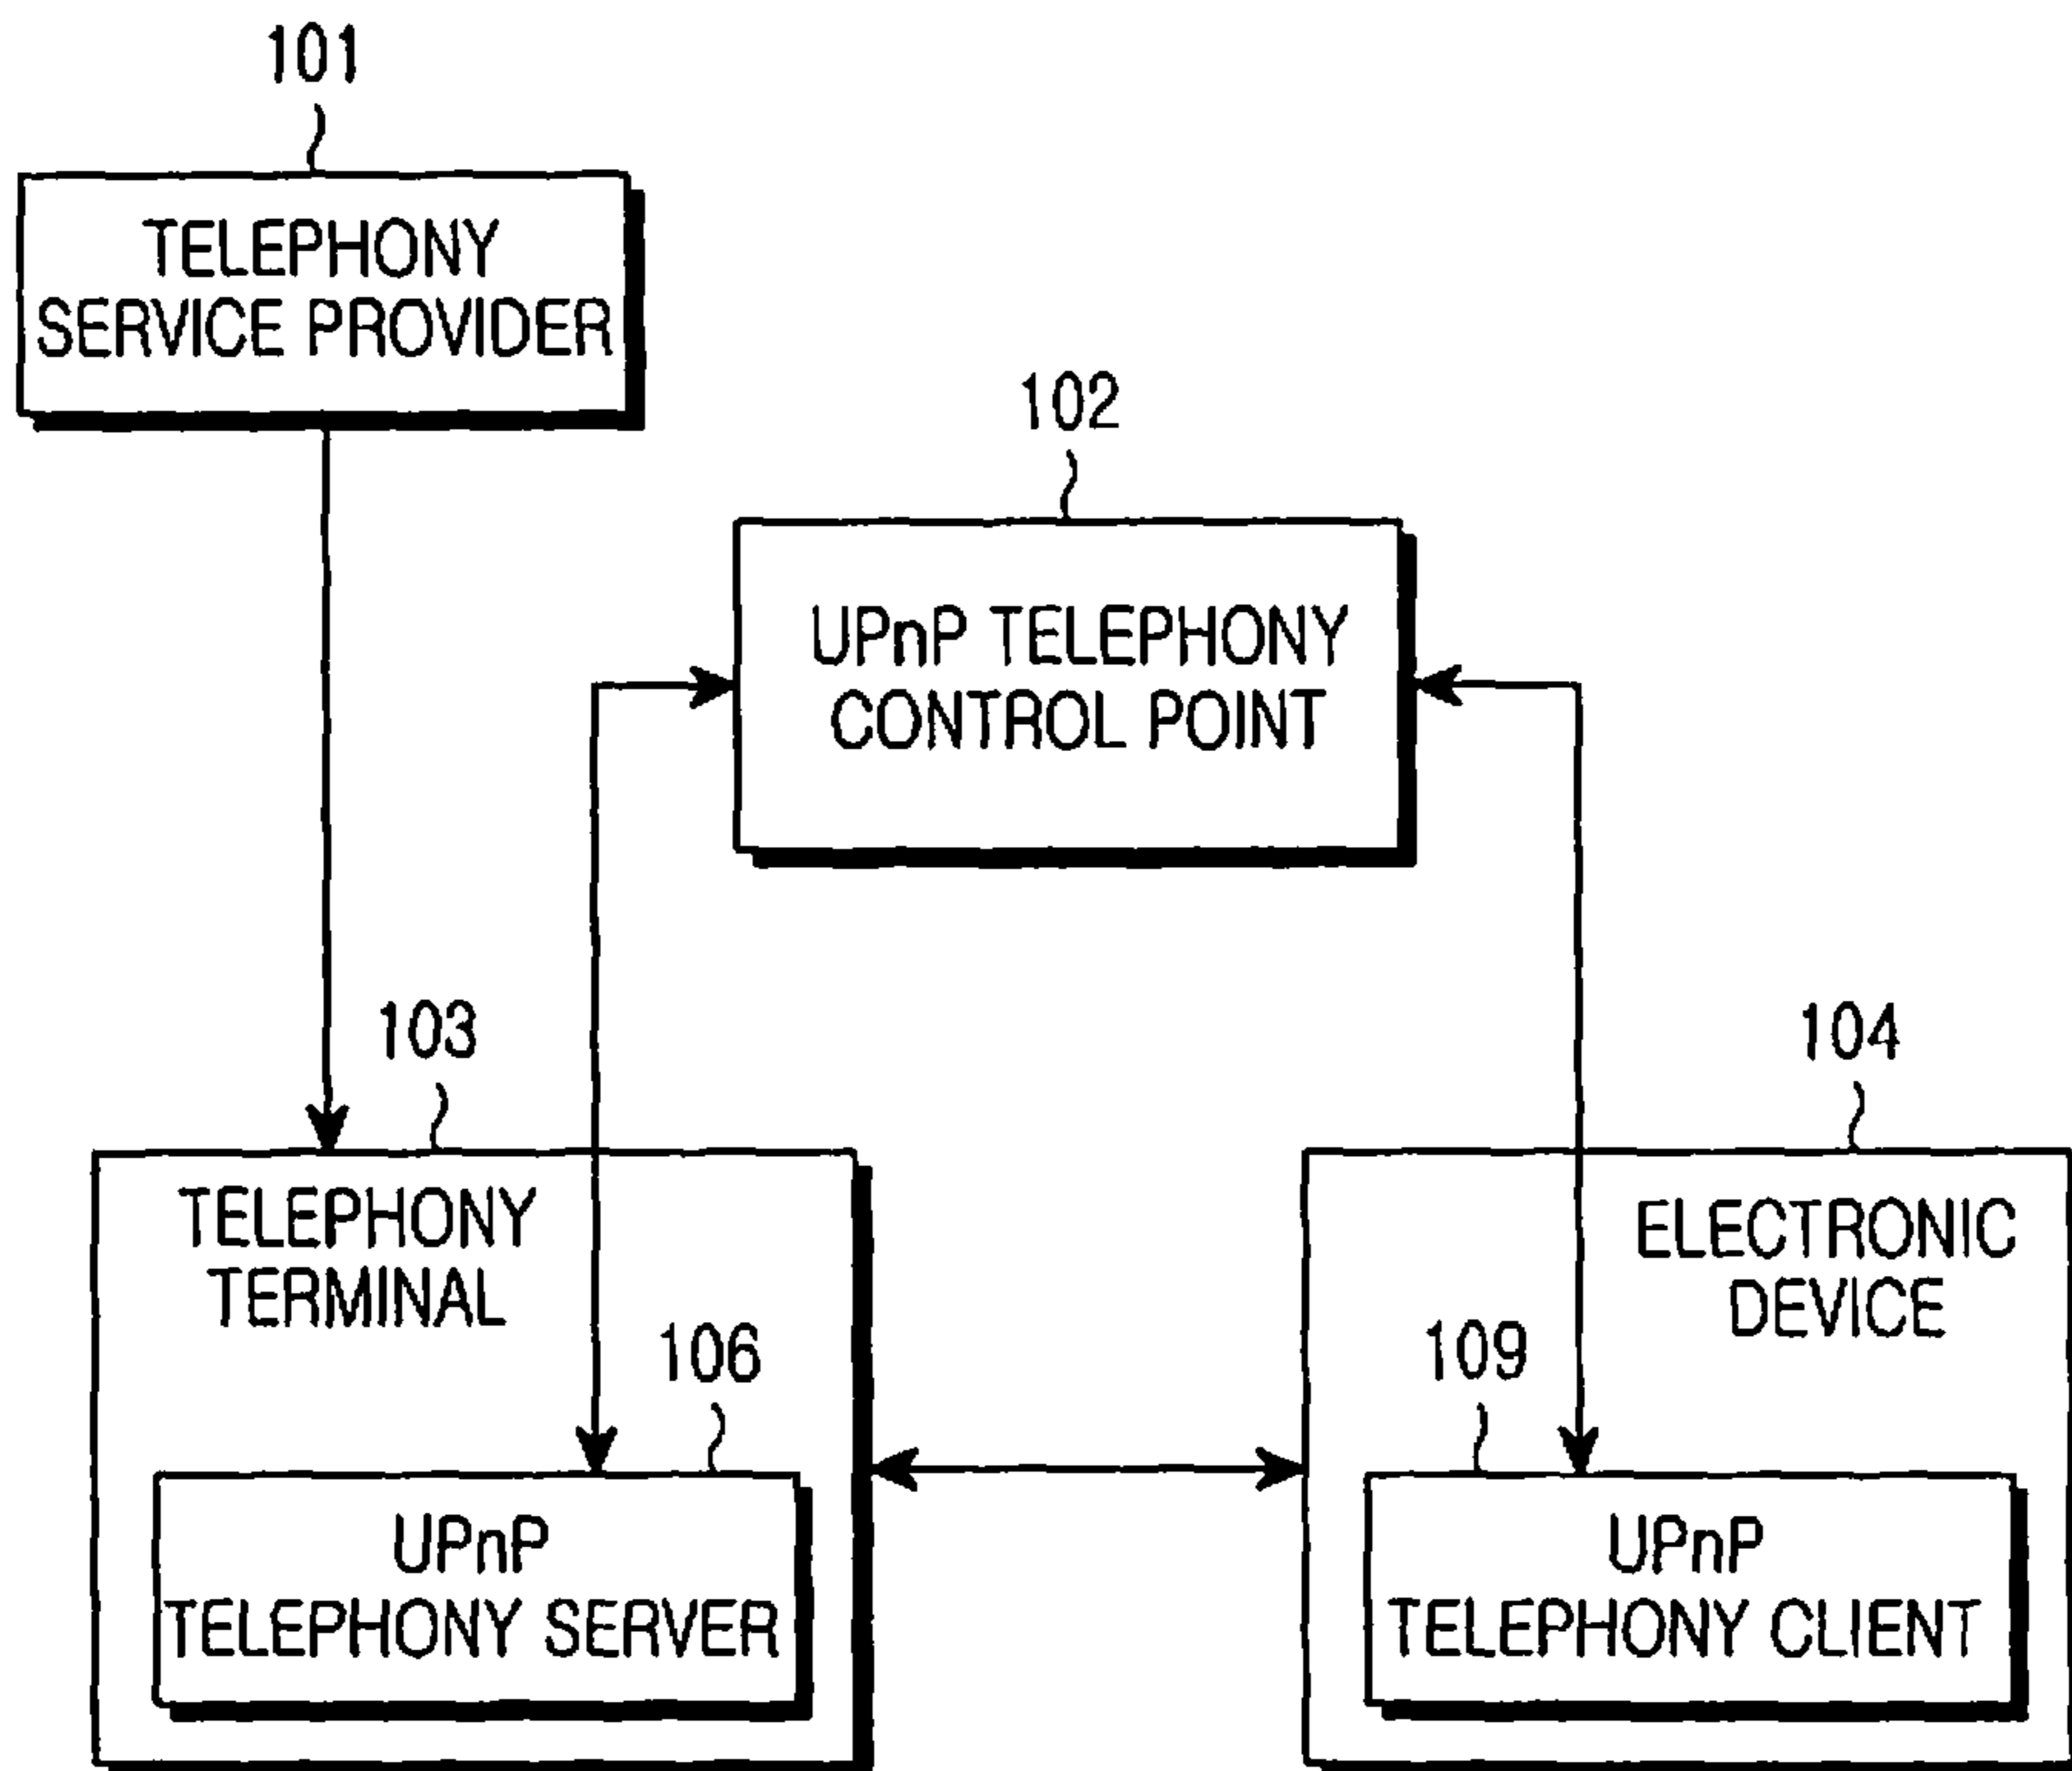 101
TELEPHONY
SERVICE PROVIDER
102
UPnP TELEPHONY
CONTROL POINT
103
TELEPHONY
TERMINAL
106
UPnP
TELEPHONY SERVER
104
ELECTRONIC
DEVICE
109
UPnP
TELEPHONY CLIENT